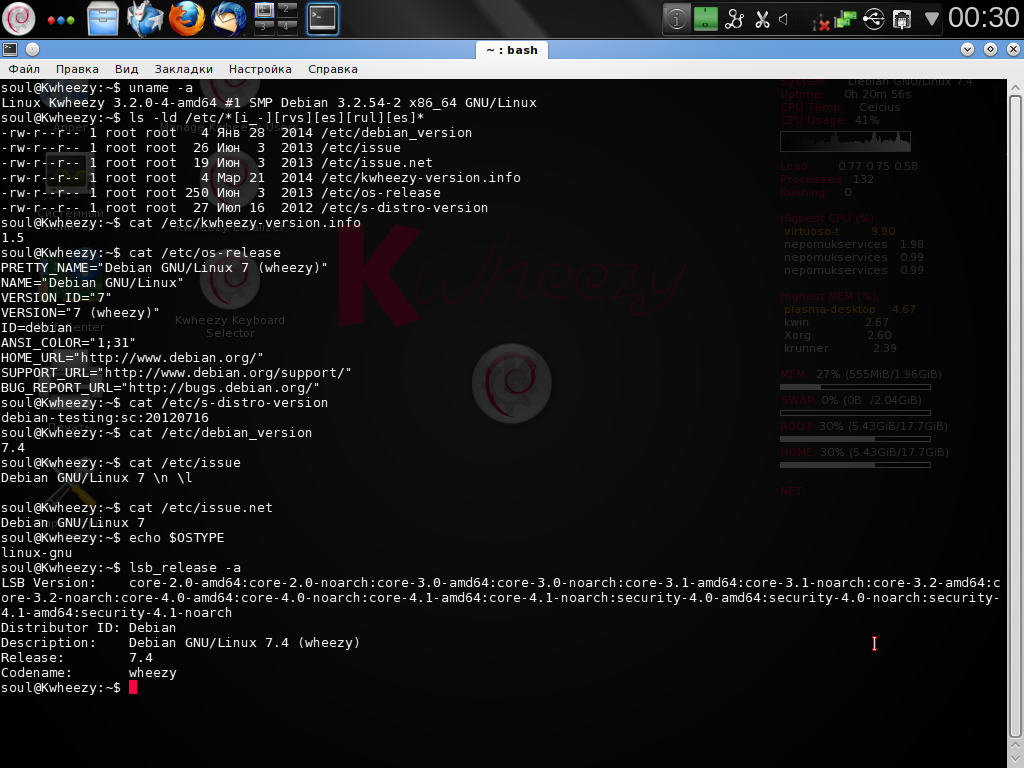 2
3 4
00:30
~ : bash
Файл Правка Вид Закладки Настройка Справка
soul@Kwheezy:~$ uname -a
Linux Kwheezy 3.2.0-4-amd64 #1 SMP Debian 3.2.54-2 x86_64 GNU/Linux
soul@Kwheezy:~$ ls -ld /etc/*[i_-][rvs][es][rul][es]*
-rw-r--r-- 1 root root   4 Янв 28  2014 /etc/debian_version
-rw-r--r-- 1 root root  26 Июн  3  2013 /etc/issue
-rw-r--r-- 1 root root  19 Июн  3  2013 /etc/issue.net
-rw-r--r-- 1 root root   4 Мар 21  2014 /etc/kwheezy-version.info
-rw-r--r-- 1 root root 250 Июн  3  2013 /etc/os-release
-rw-r--r-- 1 root root  27 Июл 16  2012 /etc/s-distro-version
soul@Kwheezy:~$ cat /etc/kwheezy-version.info
1.5
soul@Kwheezy:~$ cat /etc/os-release
PRETTY_NAME="Debian GNU/Linux 7 (wheezy)"
NAME="Debian GNU/Linux"
VERSION_ID="7"
VERSION="7 (wheezy)"
ID=debian
ANSI_COLOR="1;31"
HOME_URL="http://www.debian.org/"
SUPPORT_URL="http://www.debian.org/support/"
BUG_REPORT_URL="http://bugs.debian.org/"
soul@Kwheezy:~$ cat /etc/s-distro-version
debian-testing:sc:20120716
soul@Kwheezy:~$ cat /etc/debian_version
7.4
soul@Kwheezy:~$ cat /etc/issue
Debian GNU/Linux 7 \n \l
soul@Kwheezy:~$ cat /etc/issue.net
Debian GNU/Linux 7
soul@Kwheezy:~$ echo $OSTYPE
linux-gnu
soul@Kwheezy:~$ lsb_release -a
LSB Version:    core-2.0-amd64:core-2.0-noarch:core-3.0-amd64:core-3.0-noarch:core-3.1-amd64:core-3.1-noarch:core-3.2-amd64:c
ore-3.2-noarch:core-4.0-amd64:core-4.0-noarch:core-4.1-amd64:core-4.1-noarch:security-4.0-amd64:security-4.0-noarch:security-
4.1-amd64:security-4.1-noarch
Distributor ID: Debian
Description:    Debian GNU/Linux 7.4 (wheezy)
Release:        7.4
Codename:       wheezy
soul@Kwheezy:~$
Kwheezy Keyboard
Selector
Kwheezy
Debian GNU/Linux 7.4
Uptime: 0h 20m 56s
CPU Temp: Celcius
CPU Usage: 41%
Load: 0.77 0.75 0.58
Processes: 132
Running: 0
Highest CPU (%)
virtuoso-t 9.90
nepomukservices 1.98
nepomukservices 0.99
nepomukservices 0.99
Highest MEM (%)
plasma-desktop 4.67
kwin 2.67
Xorg 2.60
krunner 2.39
MEM: 27% (555MiB/1.96GiB)
SWAP: 0% (0B /2.04GiB)
ROOT: 30% (5.43GiB/17.7GiB)
HOME: 30% (5.43GiB/17.7GiB)
NET: